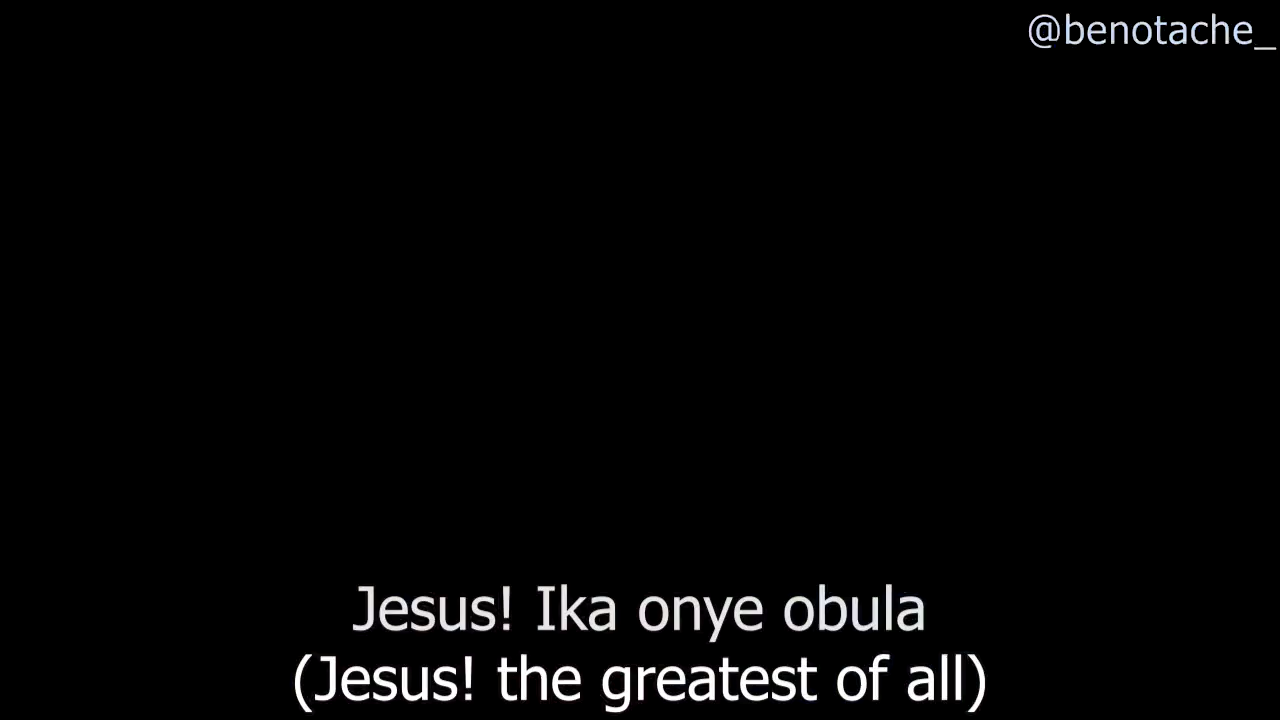 @benotache_
Jesus! Ika onye obula
(Jesus! the greatest of all)